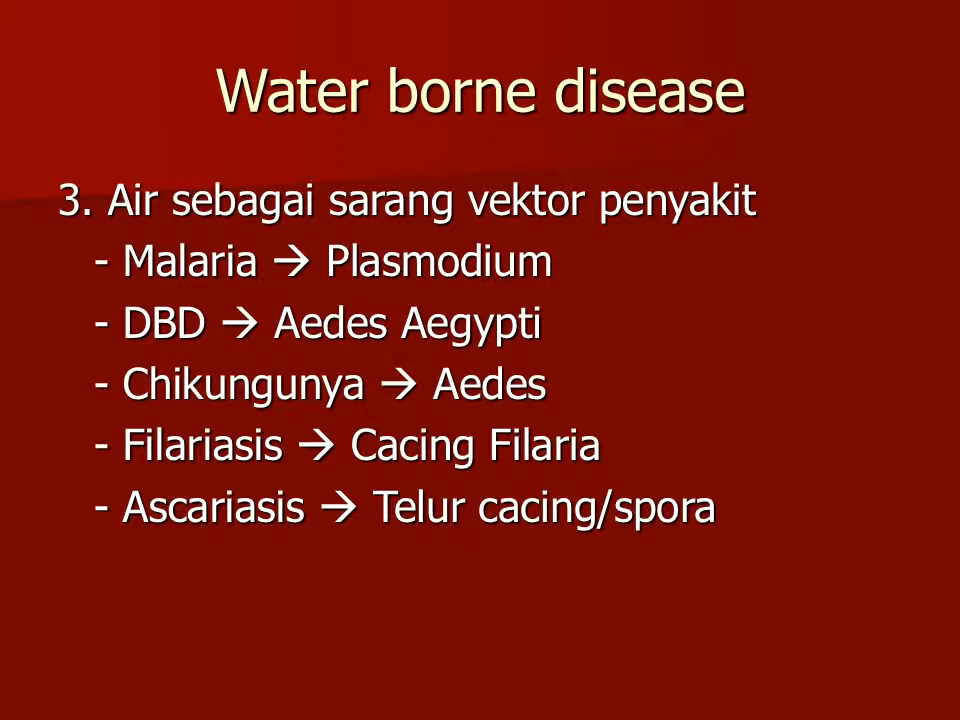 Water borne disease
3. Air sebagai sarang vektor penyakit
- Malaria → Plasmodium
- DBD → Aedes Aegypti
- Chikungunya → Aedes
- Filariasis → Cacing Filaria
- Ascariasis → Telur cacing/spora